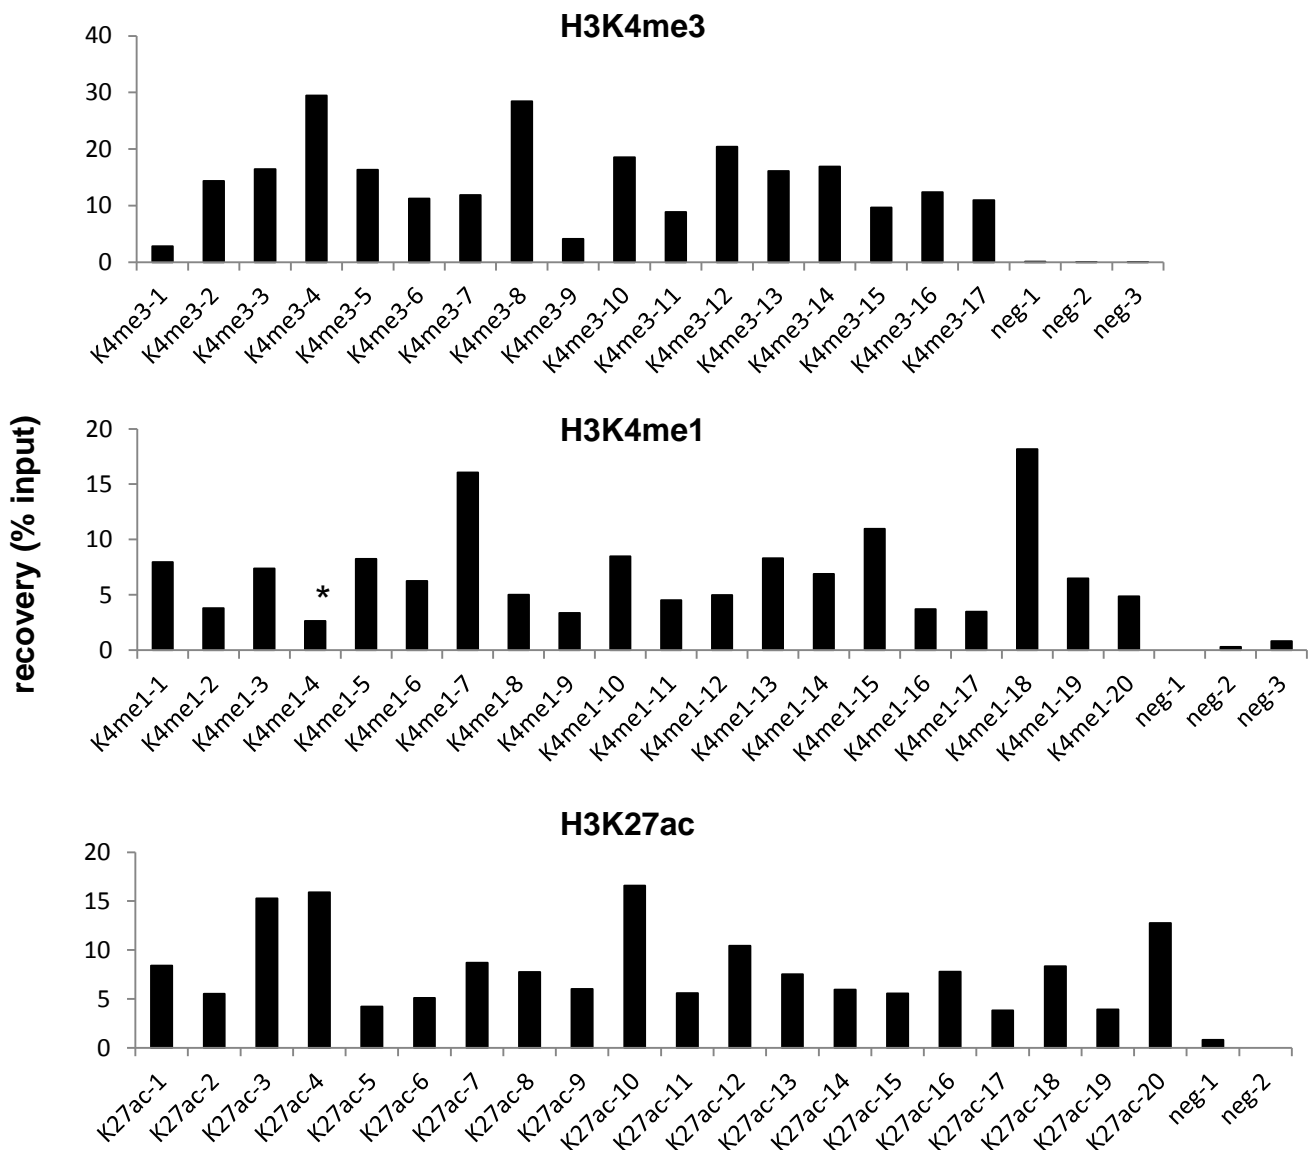 H3K4me3
40
30
20
10
0
K4me3-1
K4me3-2
K4me3-3
K4me3-4
K4me3-5
K4me3-6
K4me3-7
K4me3-8
K4me3-9
K4me3-10
K4me3-11
K4me3-12
K4me3-13
K4me3-14
K4me3-15
K4me3-16
K4me3-17
neg-1
neg-2
neg-3
recovery (% input)
H3K4me1
20
15
10
5
0
*
K4me1-1
K4me1-2
K4me1-3
K4me1-4
K4me1-5
K4me1-6
K4me1-7
K4me1-8
K4me1-9
K4me1-10
K4me1-11
K4me1-12
K4me1-13
K4me1-14
K4me1-15
K4me1-16
K4me1-17
K4me1-18
K4me1-19
K4me1-20
neg-1
neg-2
neg-3
H3K27ac
20
15
10
5
0
K27ac-1
K27ac-2
K27ac-3
K27ac-4
K27ac-5
K27ac-6
K27ac-7
K27ac-8
K27ac-9
K27ac-10
K27ac-11
K27ac-12
K27ac-13
K27ac-14
K27ac-15
K27ac-16
K27ac-17
K27ac-18
K27ac-19
K27ac-20
neg-1
neg-2